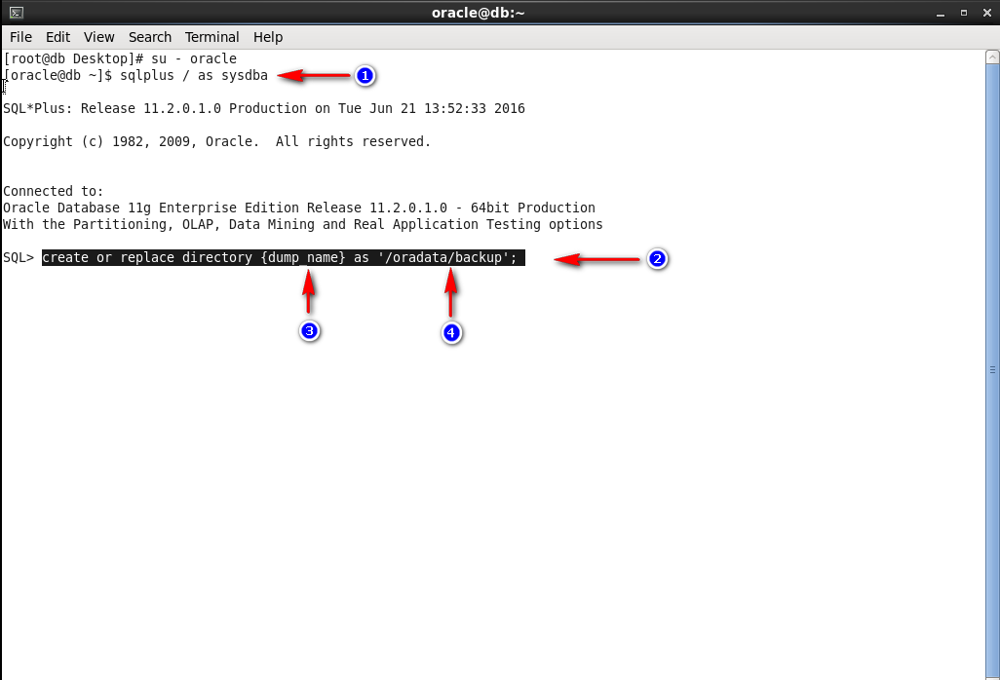 oracle@db:~
File Edit View Search Terminal Help
[root@db Desktop]# su - oracle
[oracle@db ~]$ sqlplus / as sysdba
1
SQL*Plus: Release 11.2.0.1.0 Production on Tue Jun 21 13:52:33 2016
Copyright (c) 1982, 2009, Oracle.  All rights reserved.
Connected to:
Oracle Database 11g Enterprise Edition Release 11.2.0.1.0 - 64bit Production
With the Partitioning, OLAP, Data Mining and Real Application Testing options
SQL> create or replace directory {dump_name} as '/oradata/backup';
2
3
4